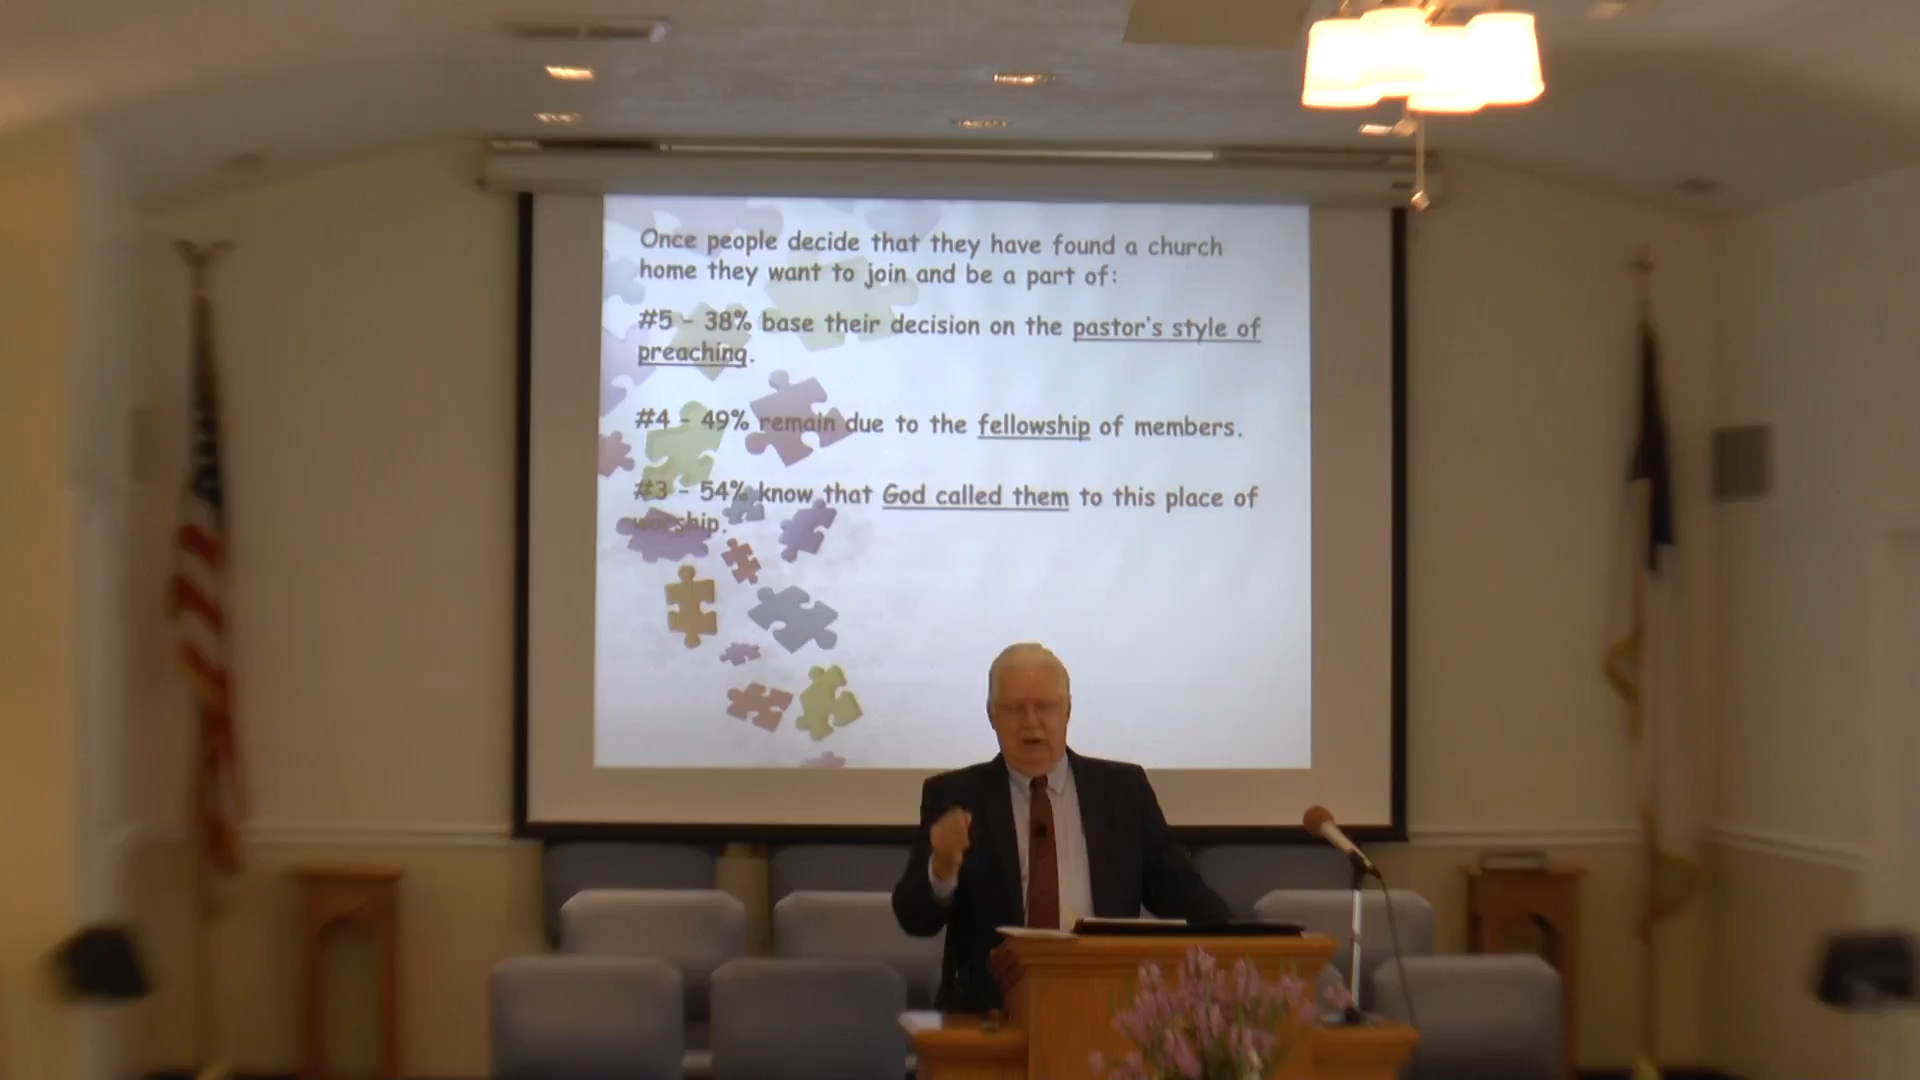 Once people decide that they have found a church
home they want to join and be a part of:
#5 - 38% base their decision on the pastor's style of
preaching.
#4 - 49% remain due to the fellowship of members.
#3 - 54% know that God called them to this place of
worship.